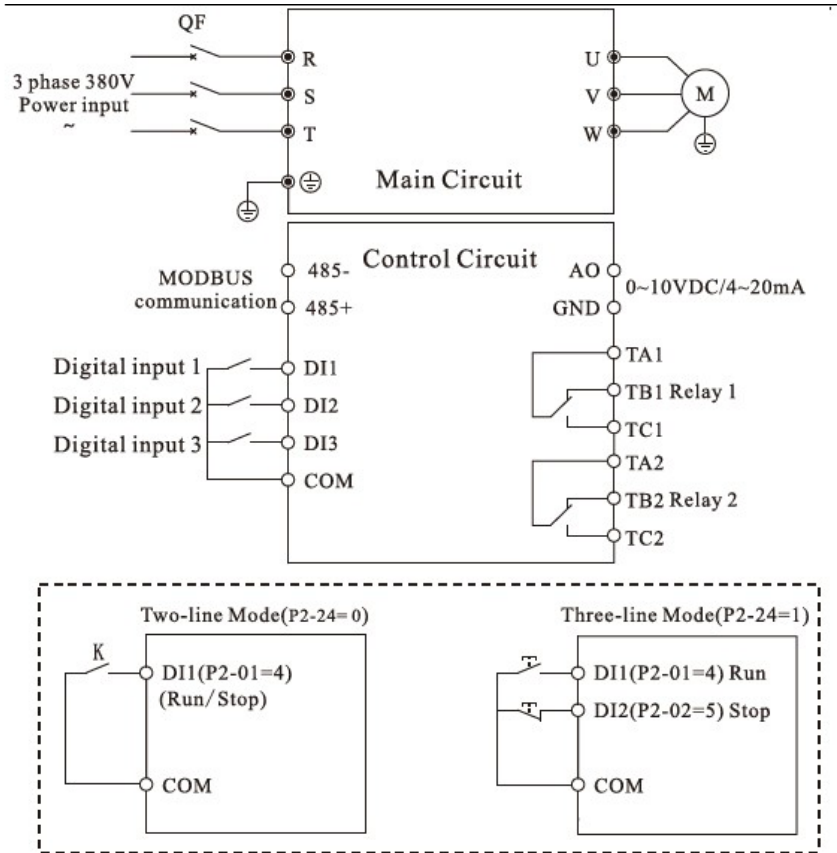 QF
3 phase 380V
Power input
~
R
S
T
U
V
W
M
Main Circuit
Control Circuit
MODBUS
communication
485-
485+
AO
GND
0~10VDC/4~20mA
Digital input 1
Digital input 2
Digital input 3
DI1
DI2
DI3
COM
TA1
TB1 Relay 1
TC1
TA2
TB2 Relay 2
TC2
Two-line Mode(P2-24=0)
K
DI1(P2-01=4)
(Run/Stop)
COM
Three-line Mode(P2-24=1)
DI1(P2-01=4) Run
DI2(P2-02=5) Stop
COM